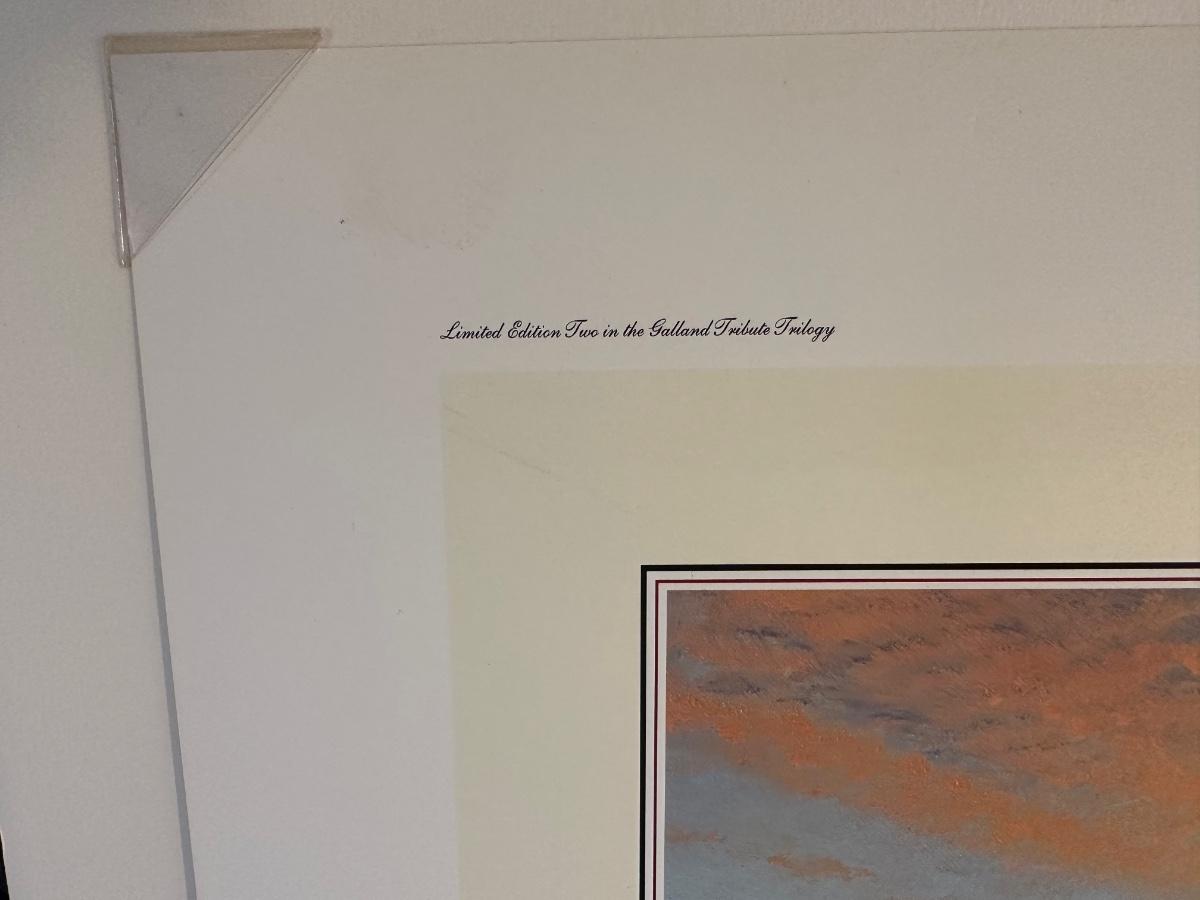 Limited Edition Two in the Galland Tribute Trilogy